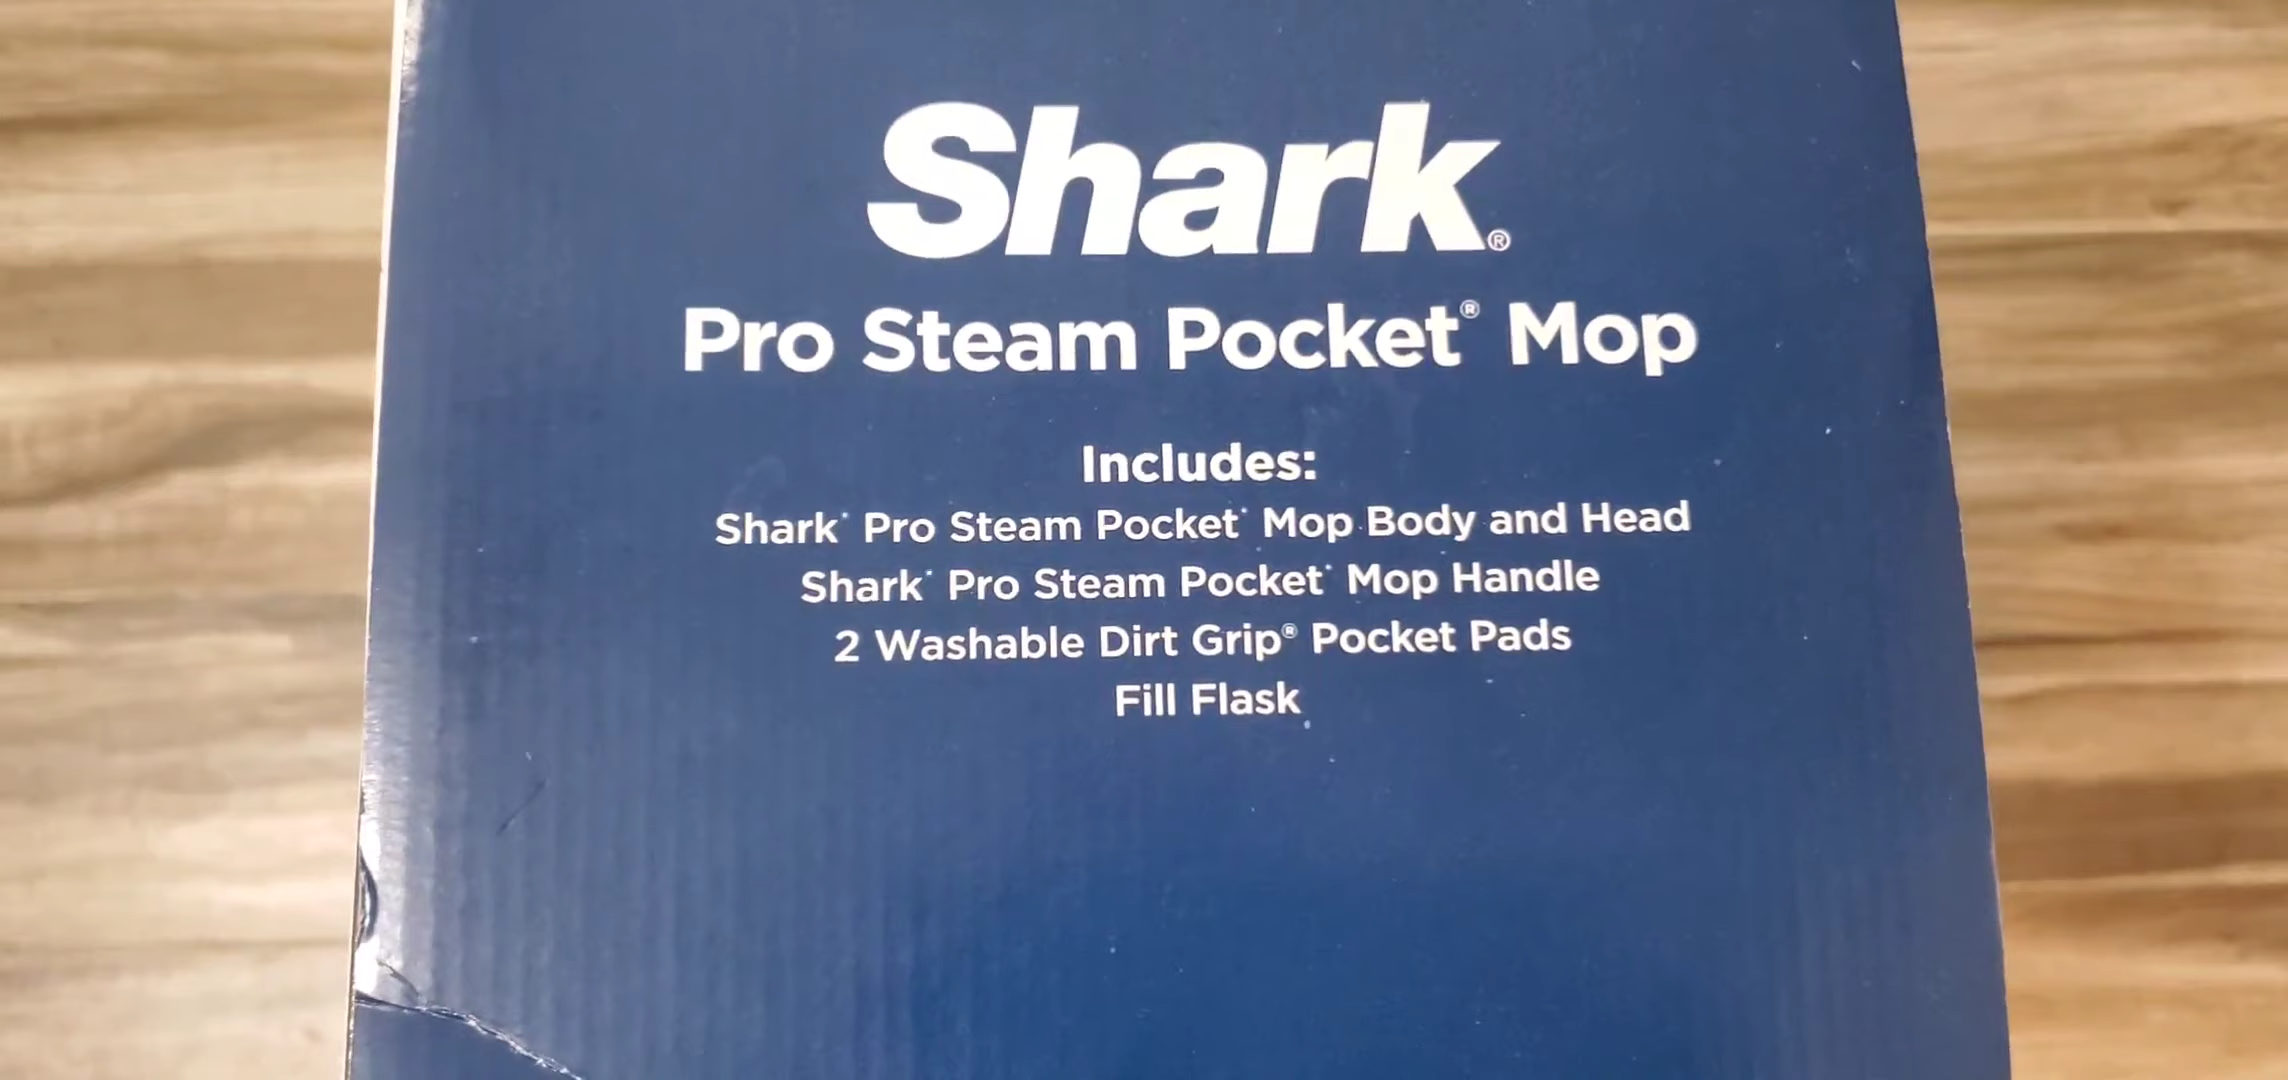 Shark®
Pro Steam Pocket® Mop
Includes:
Shark® Pro Steam Pocket® Mop Body and Head
Shark® Pro Steam Pocket® Mop Handle
2 Washable Dirt Grip® Pocket Pads
Fill Flask